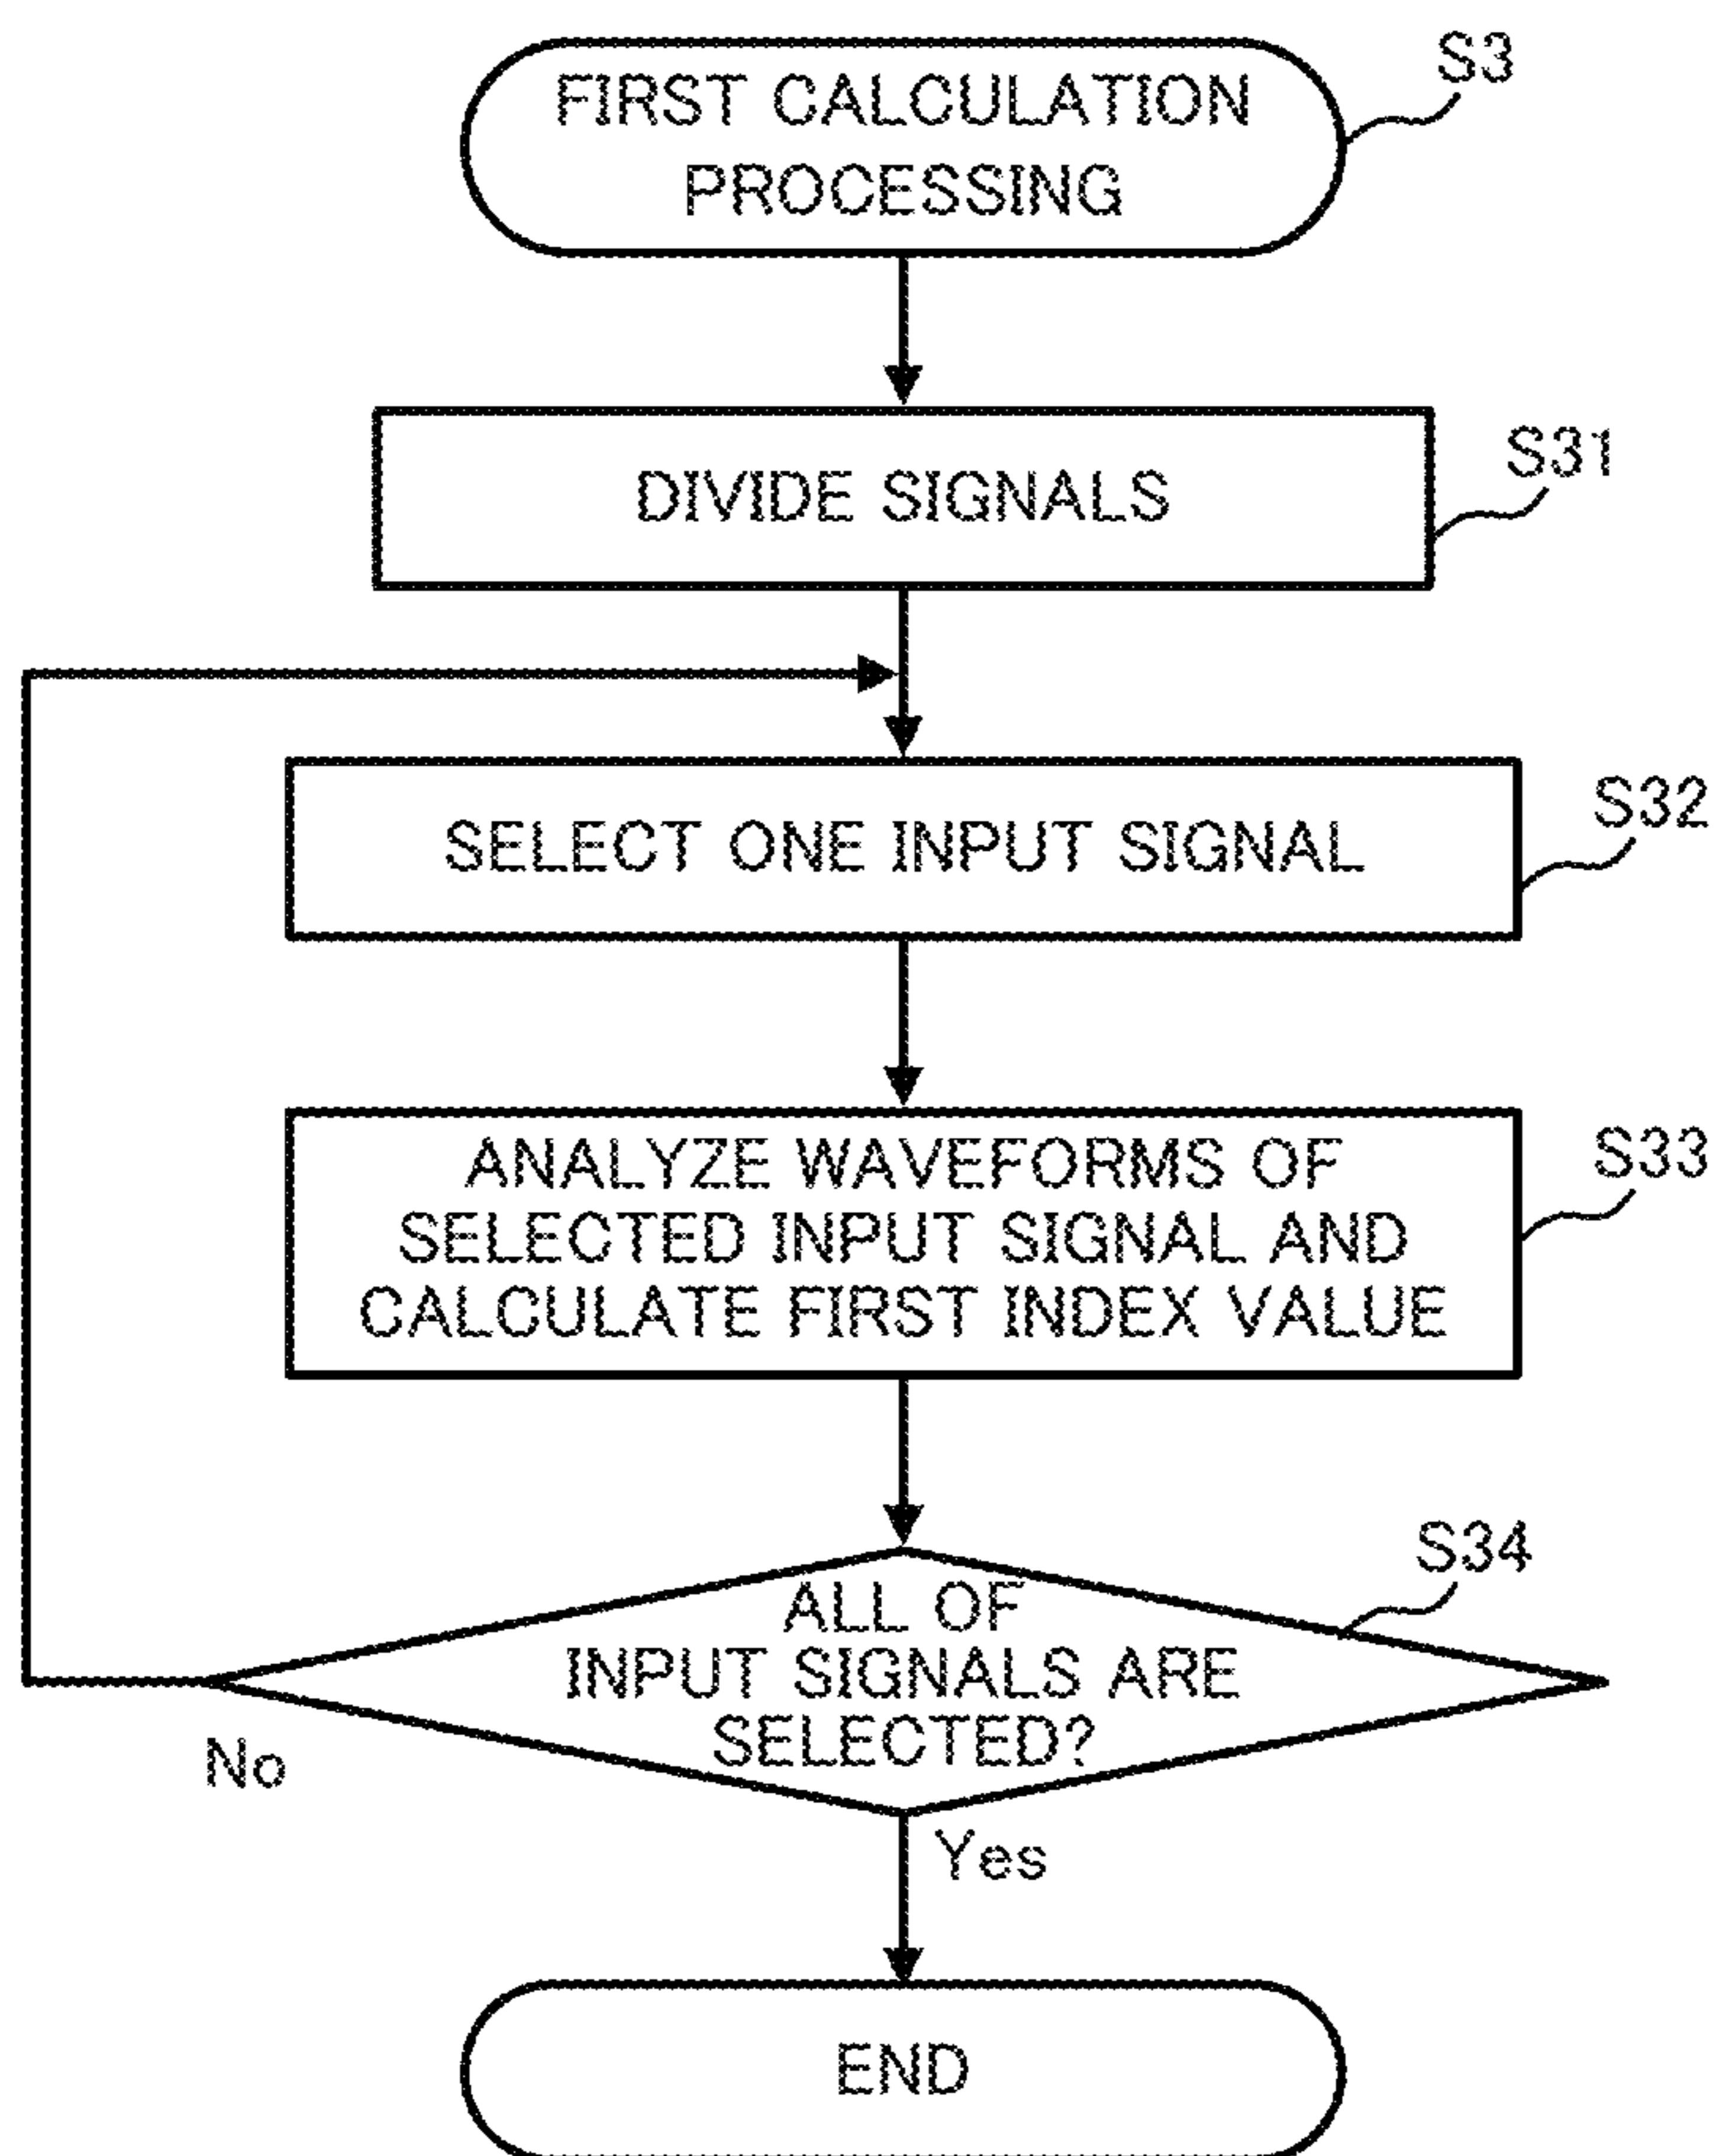 FIRST CALCULATION
PROCESSING
S3
DIVIDE SIGNALS
S31
SELECT ONE INPUT SIGNAL
S32
ANALYZE WAVEFORMS OF
SELECTED INPUT SIGNAL AND
CALCULATE FIRST INDEX VALUE
S33
ALL OF
INPUT SIGNALS ARE
SELECTED?
S34
No
Yes
END